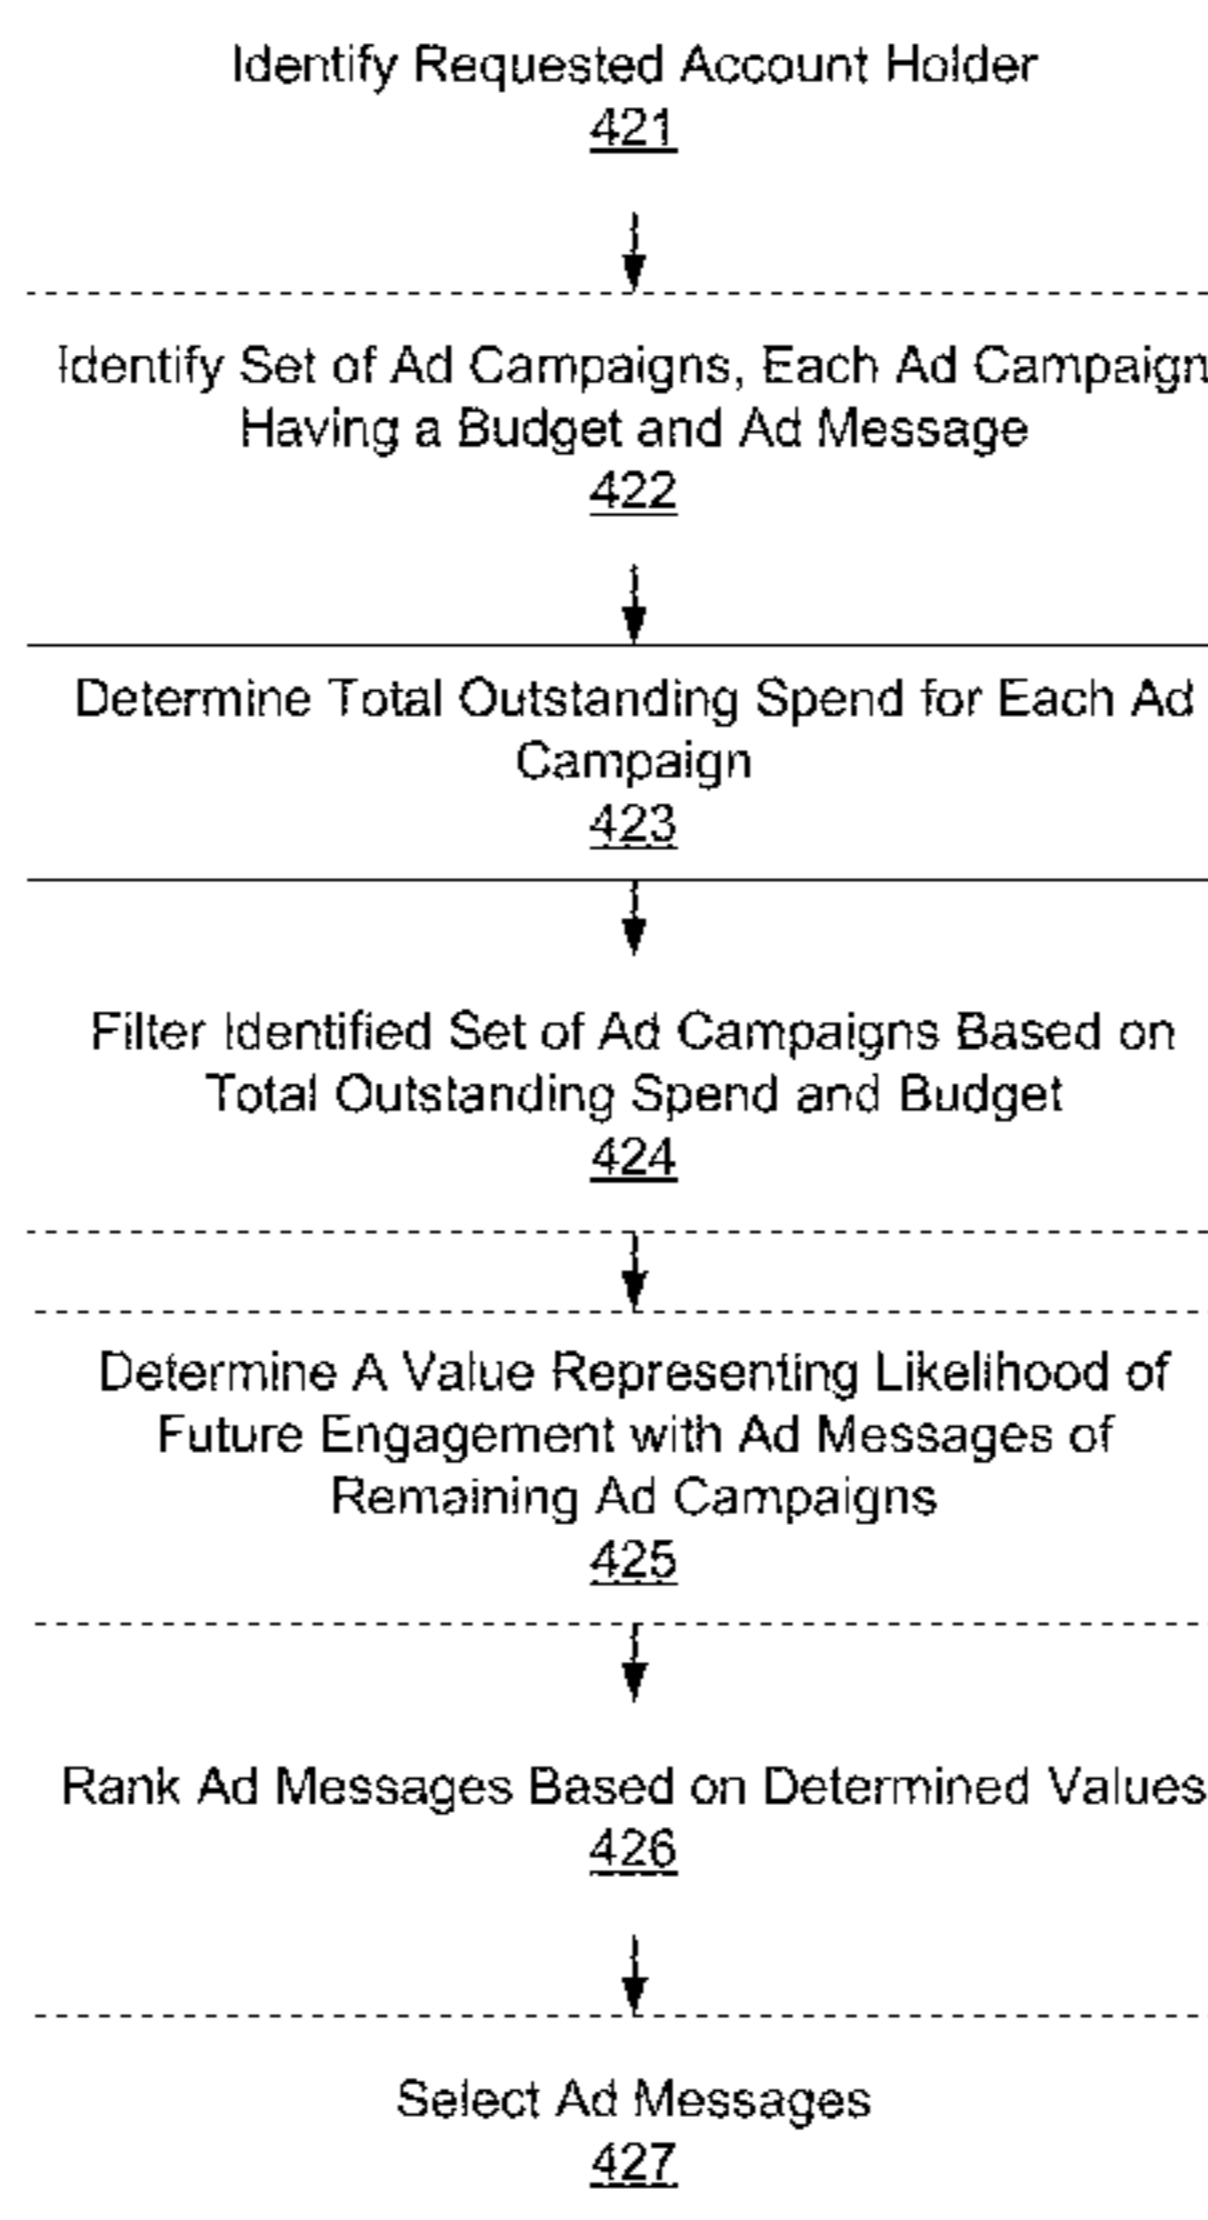 Identify Requested Account Holder
421
Identify Set of Ad Campaigns, Each Ad Campaign
Having a Budget and Ad Message
422
Determine Total Outstanding Spend for Each Ad
Campaign
423
Filter Identified Set of Ad Campaigns Based on
Total Outstanding Spend and Budget
424
Determine A Value Representing Likelihood of
Future Engagement with Ad Messages of
Remaining Ad Campaigns
425
Rank Ad Messages Based on Determined Values
426
Select Ad Messages
427